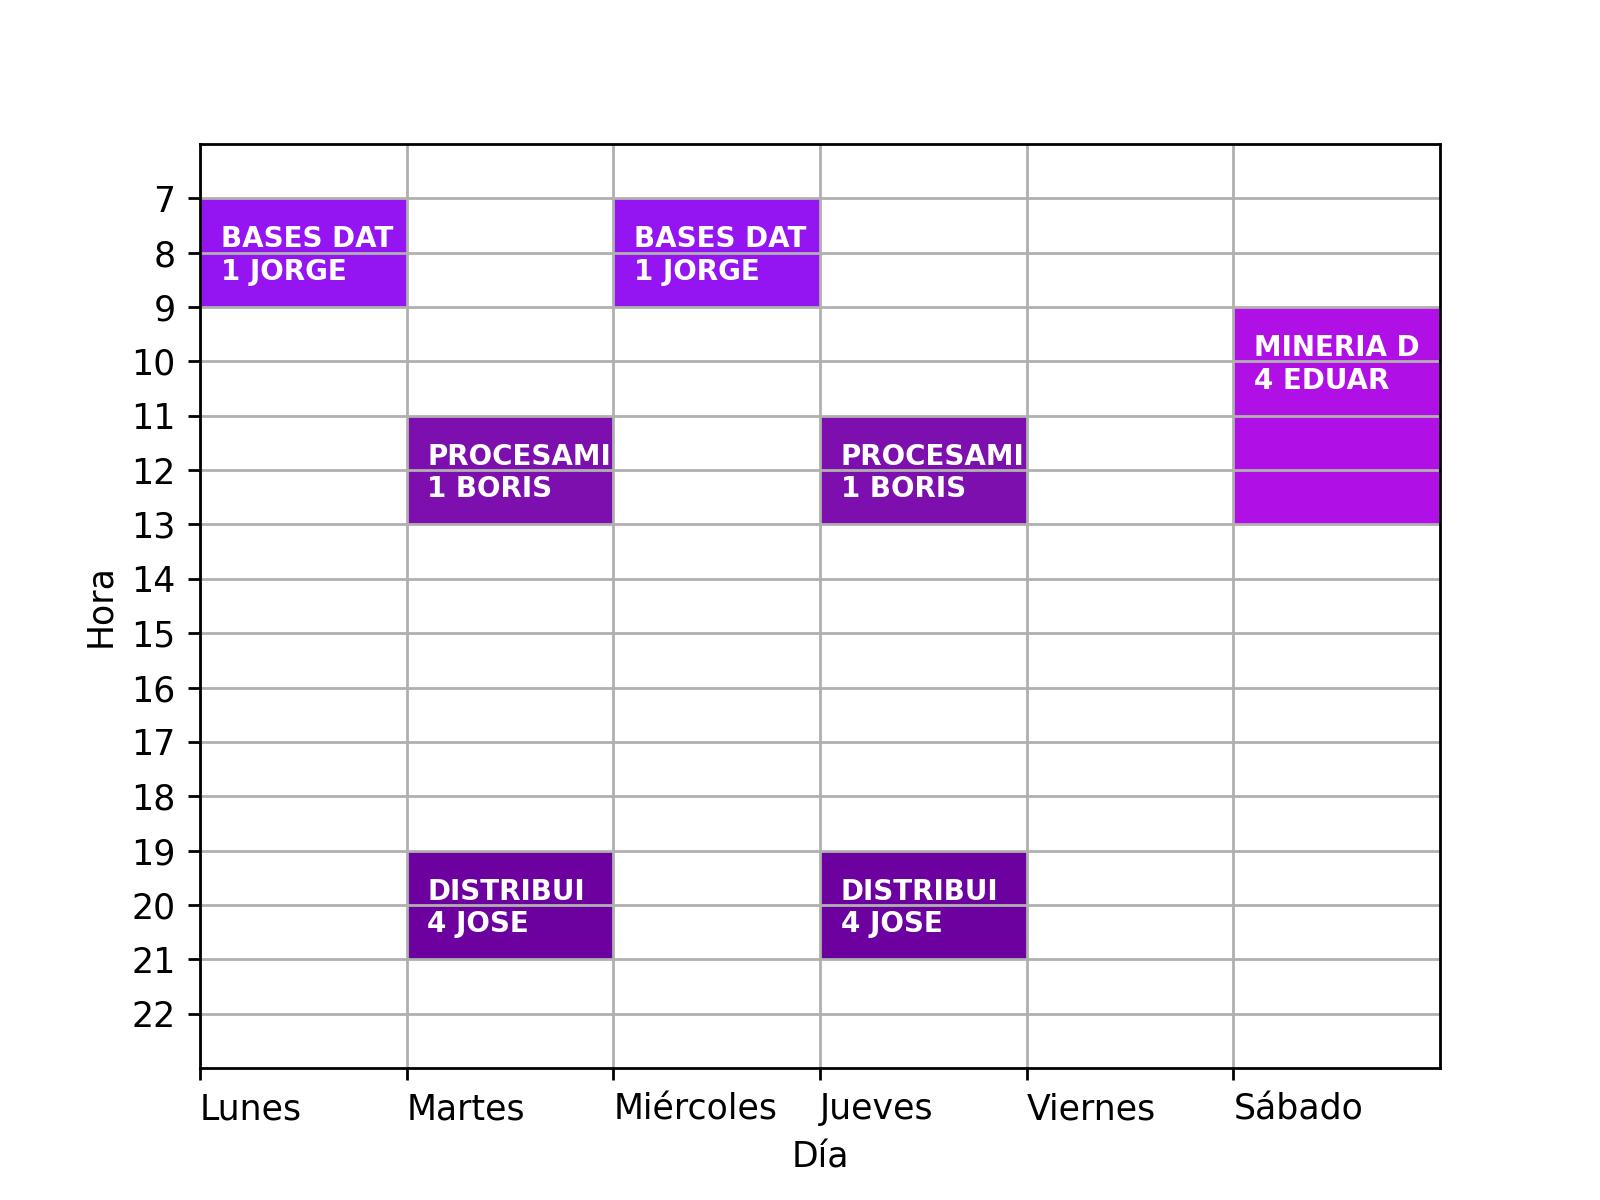 7
BASES DAT
1 JORGE
BASES DAT
1 JORGE
8
9
MINERIA D
4 EDUAR
10
11
PROCESAMI
1 BORIS
PROCESAMI
1 BORIS
12
13
14
Hora
15
16
17
18
19
DISTRIBUI
4 JOSE
DISTRIBUI
4 JOSE
20
21
22
Lunes Martes Miércoles Jueves Viernes Sábado
Día